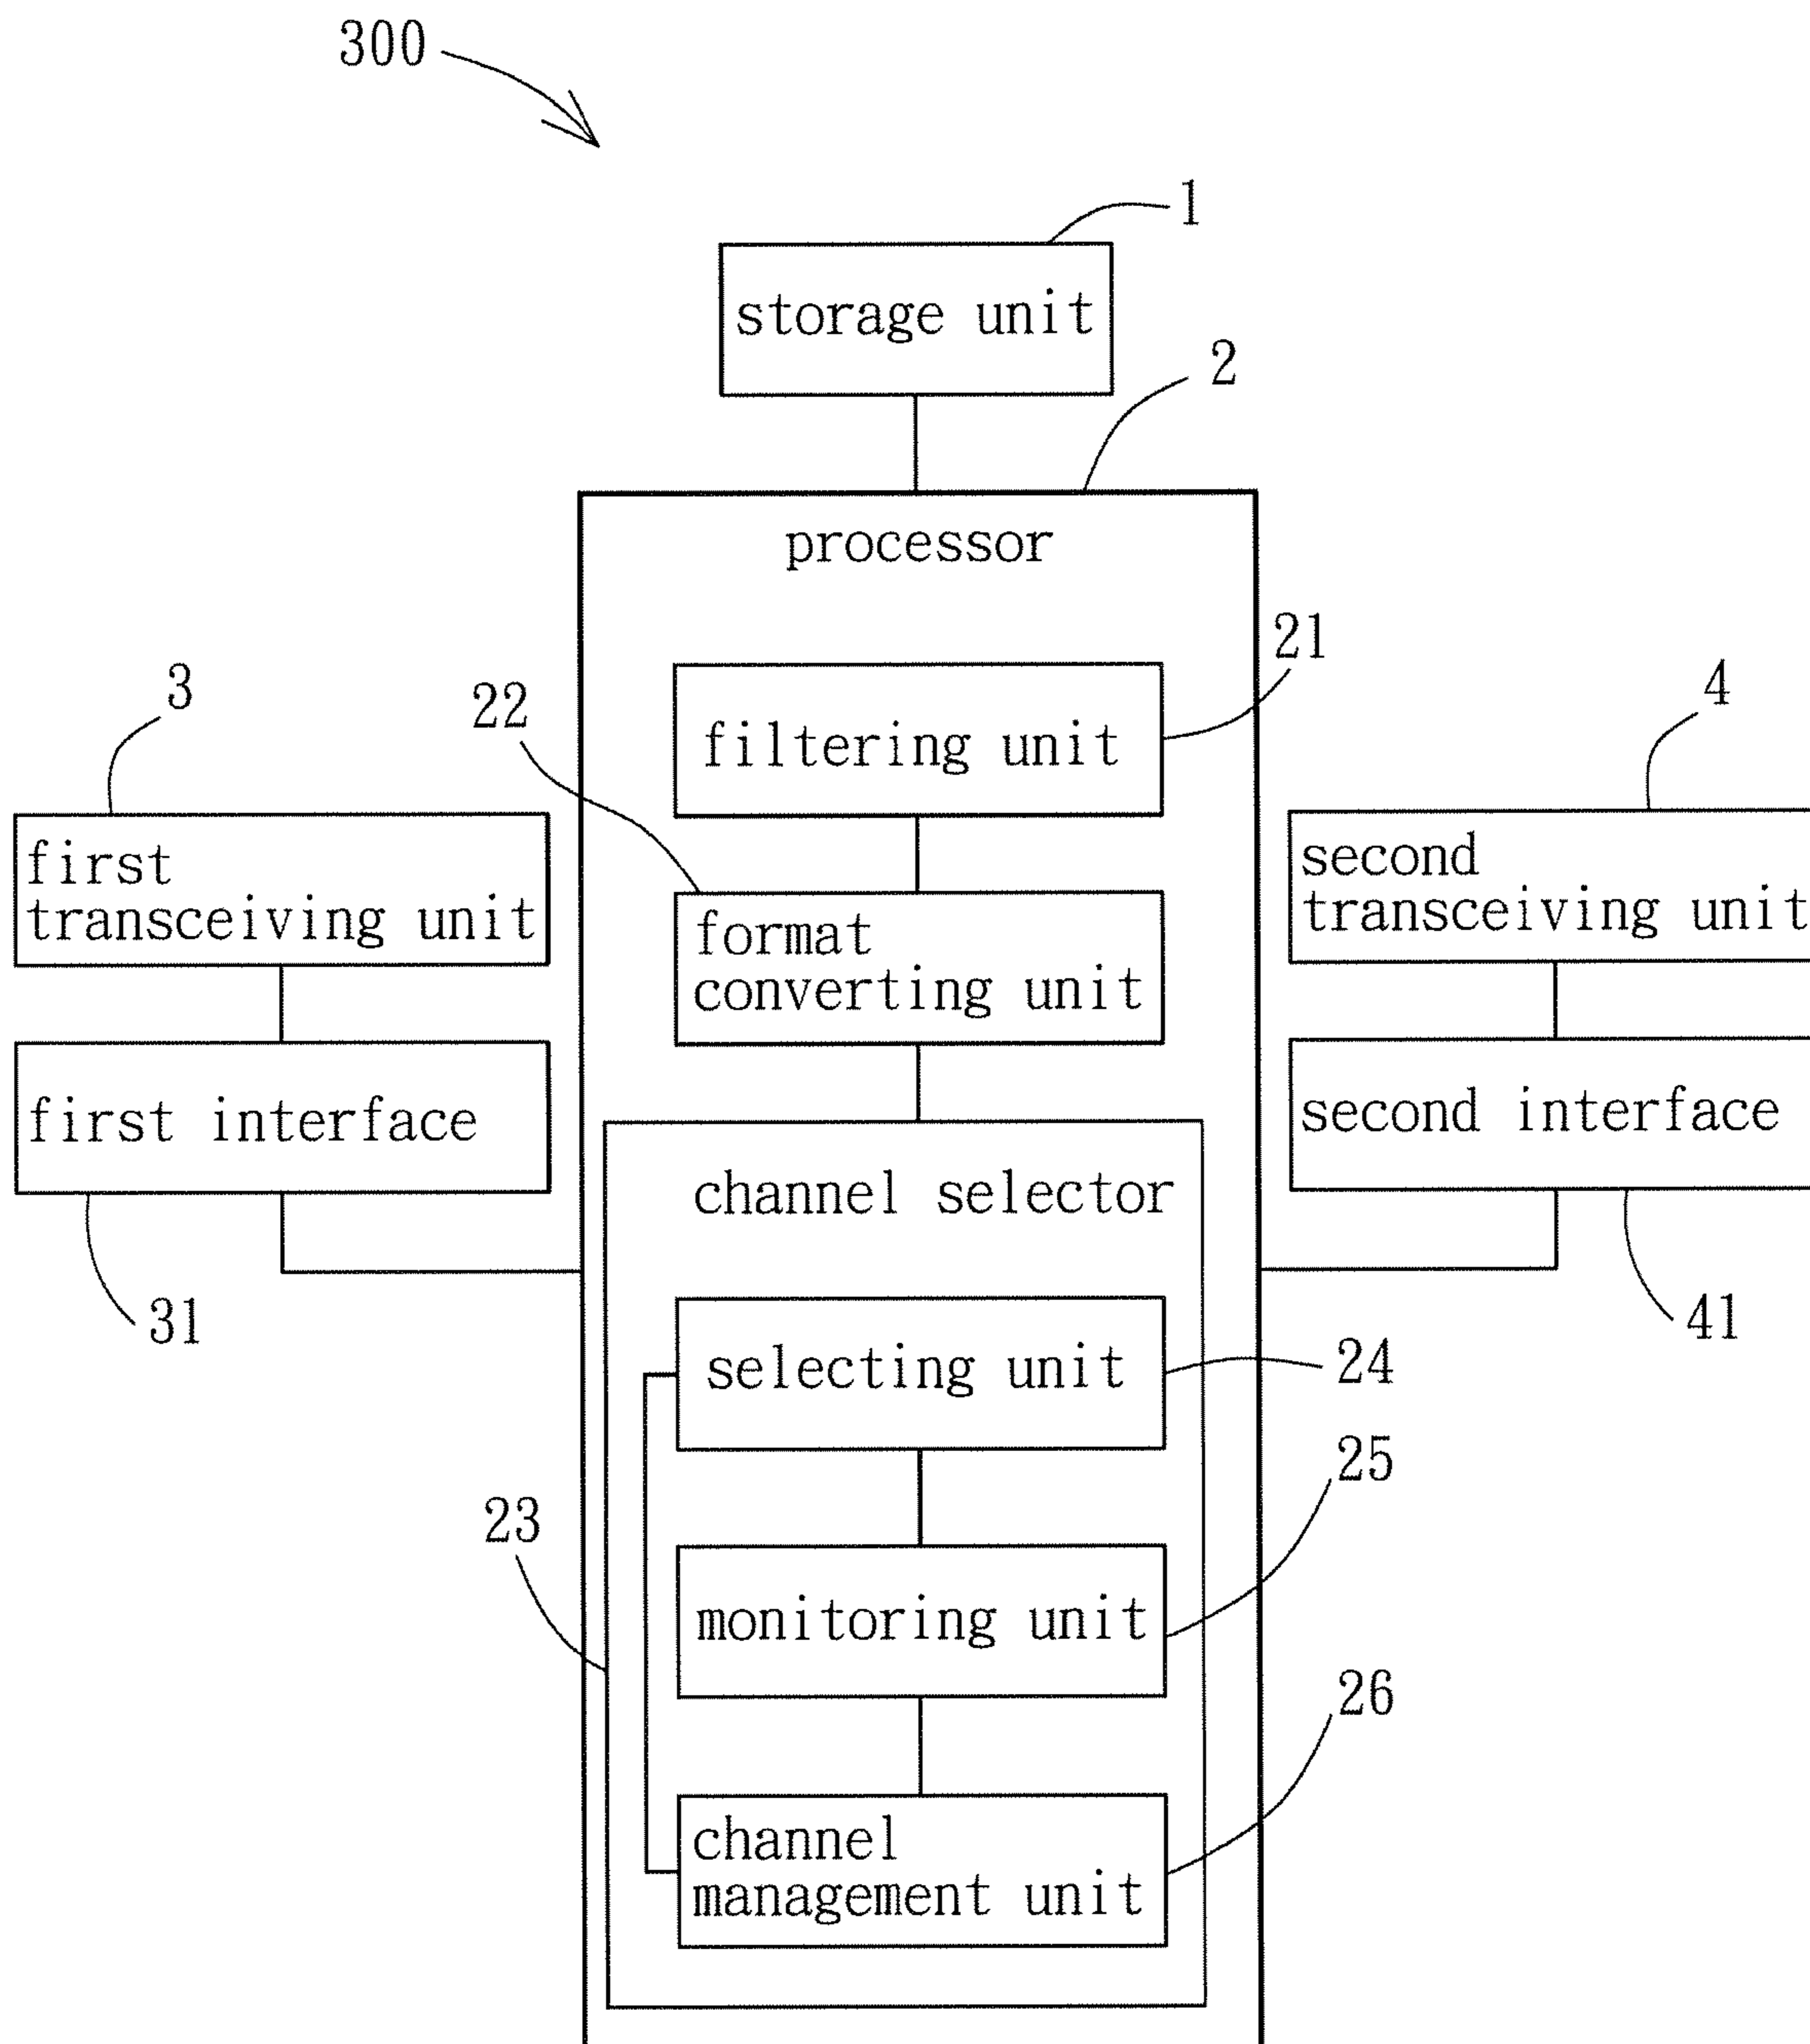 300
1
storage unit
2
processor
21
3
22
4
filtering unit
first
transceiving unit
second
transceiving unit
format
converting unit
first interface
second interface
channel selector
31
41
selecting unit
24
25
23
monitoring unit
26
channel
management unit